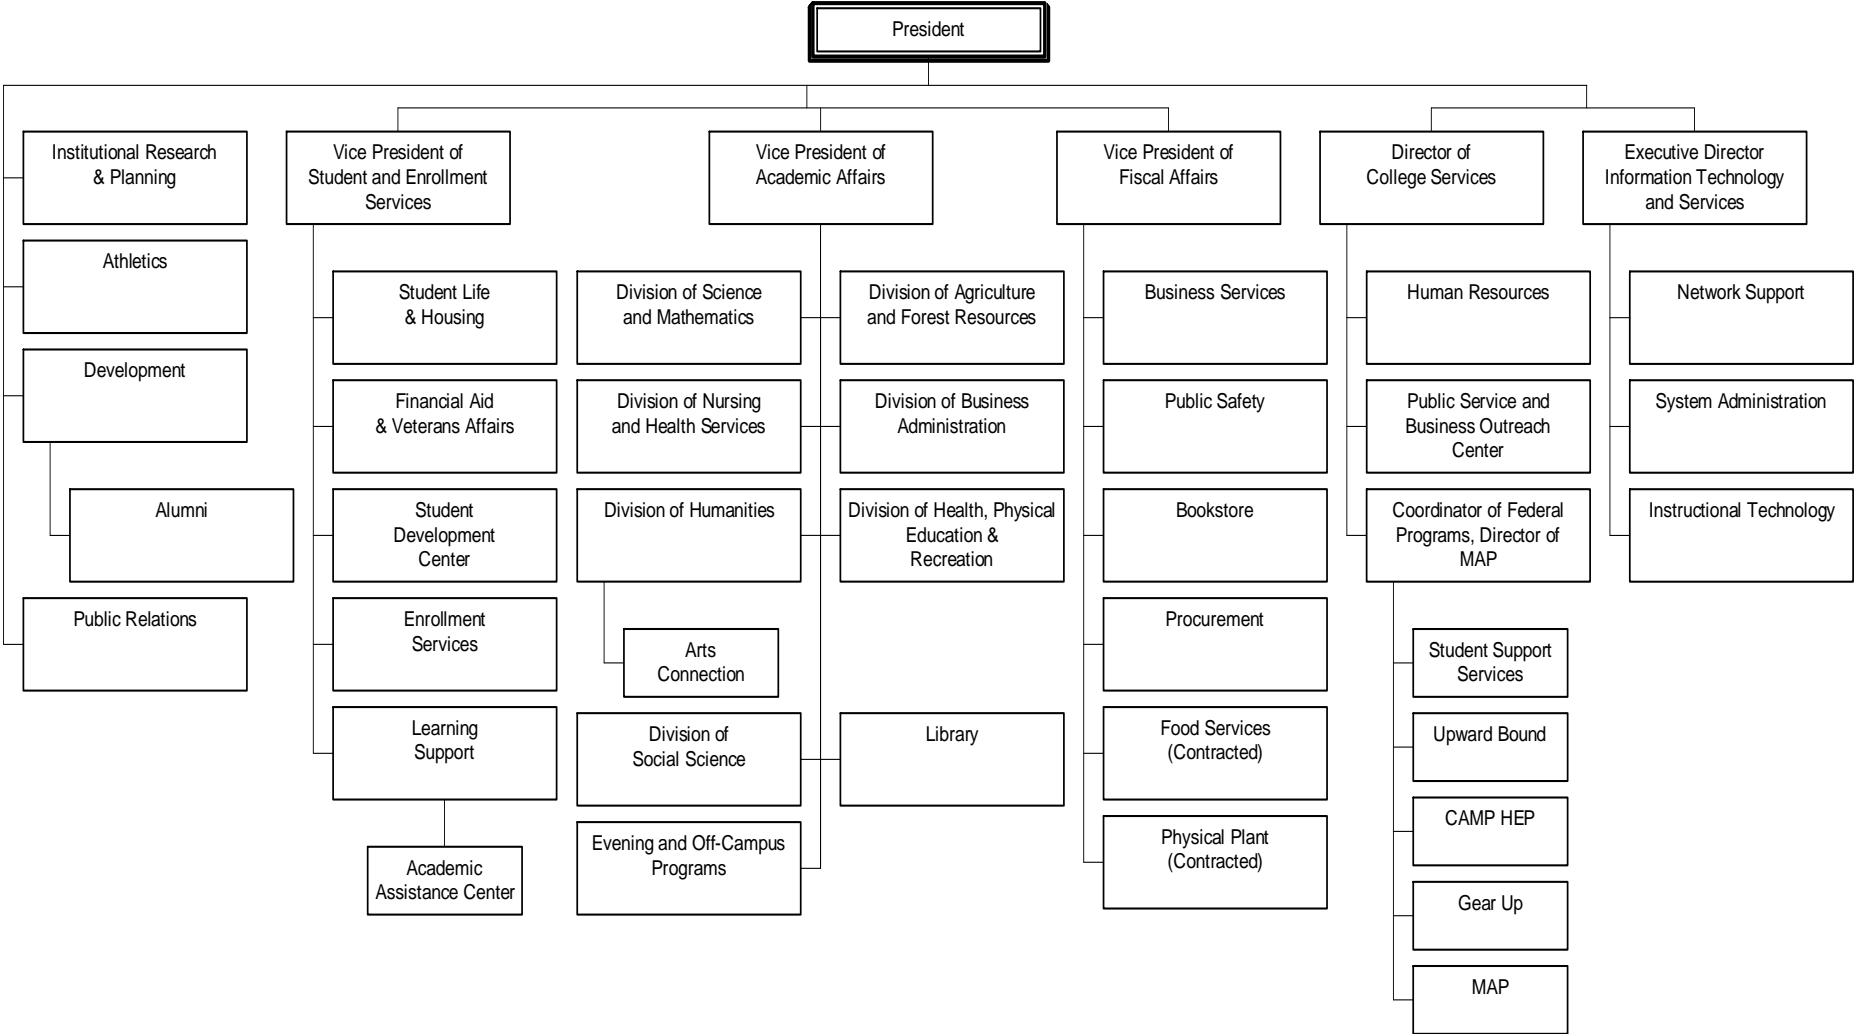 President
Institutional Research
& Planning
Athletics
Development
Alumni
Public Relations
Vice President of
Student and Enrollment
Services
Student Life
& Housing
Financial Aid
& Veterans Affairs
Student
Development
Center
Enrollment
Services
Learning
Support
Academic
Assistance Center
Vice President of
Academic Affairs
Division of Science
and Mathematics
Division of Agriculture
and Forest Resources
Division of Nursing
and Health Services
Division of Business
Administration
Division of Humanities
Division of Health, Physical
Education &
Recreation
Arts
Connection
Division of
Social Science
Library
Evening and Off-Campus
Programs
Vice President of
Fiscal Affairs
Business Services
Public Safety
Bookstore
Procurement
Food Services
(Contracted)
Physical Plant
(Contracted)
Director of
College Services
Human Resources
Public Service and
Business Outreach
Center
Coordinator of Federal
Programs, Director of
MAP
Student Support
Services
Upward Bound
CAMP HEP
Gear Up
MAP
Executive Director
Information Technology
and Services
Network Support
System Administration
Instructional Technology